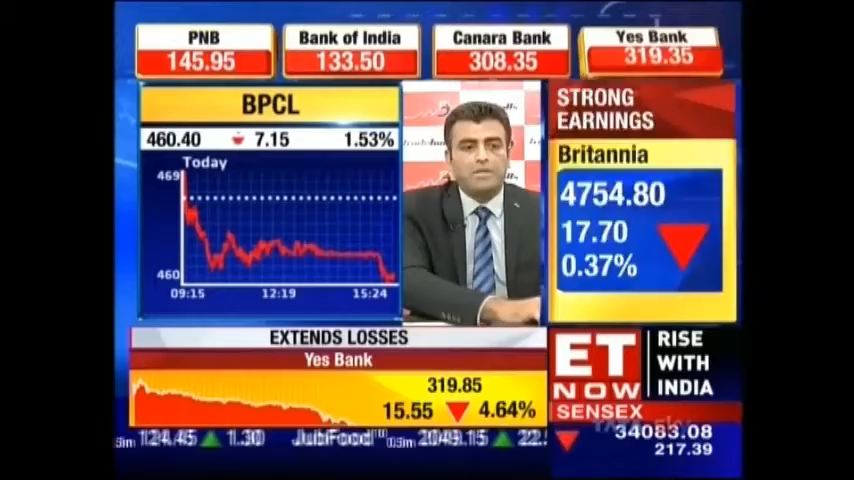 PNB
145.95
Bank of India
133.50
Canara Bank
308.35
Yes Bank
319.35
BPCL
460.40 7.15 1.53%
Today
469
460
09:15 12:19 15:24
STRONG
EARNINGS
Britannia
4754.80
17.70
0.37%
EXTENDS LOSSES
Yes Bank
319.85
15.55 4.64%
ET
NOW
RISE
WITH
INDIA
SENSEX
34083.08
217.39
124.45 1.30 JubiFood 2049.15 22.5